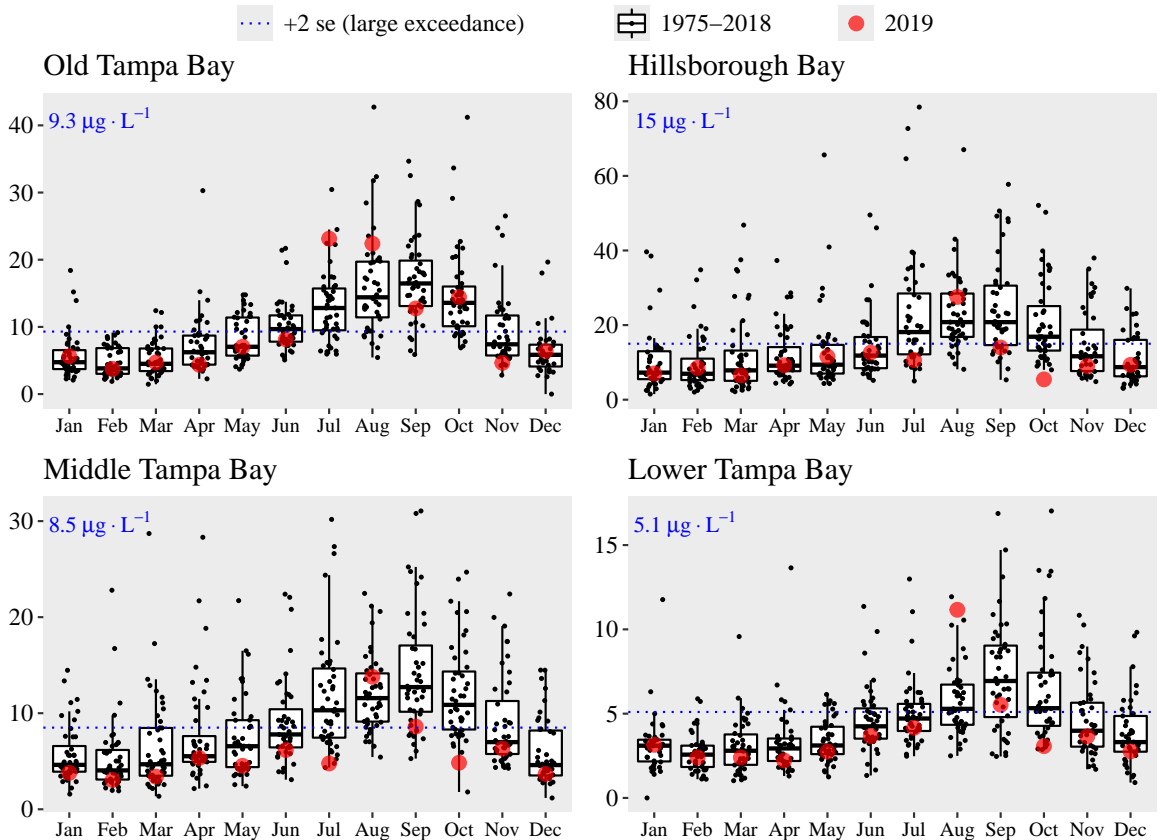 +2 se (large exceedance) 1975–2018 2019
Old Tampa Bay
9.3 μg · L⁻¹
40
30
20
10
0
Jan Feb Mar Apr May Jun Jul Aug Sep Oct Nov Dec
Hillsborough Bay
15 μg · L⁻¹
80
60
40
20
0
Jan Feb Mar Apr May Jun Jul Aug Sep Oct Nov Dec
Middle Tampa Bay
8.5 μg · L⁻¹
30
20
10
0
Jan Feb Mar Apr May Jun Jul Aug Sep Oct Nov Dec
Lower Tampa Bay
5.1 μg · L⁻¹
15
10
5
0
Jan Feb Mar Apr May Jun Jul Aug Sep Oct Nov Dec